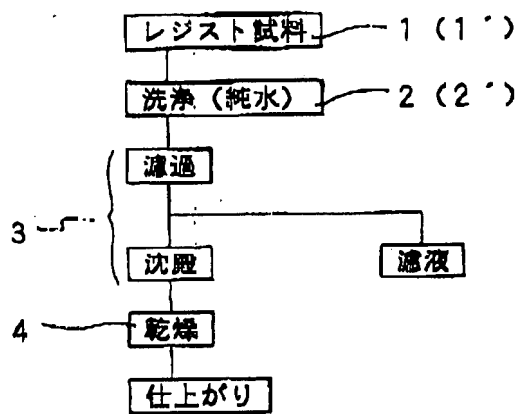 レジスト試料 1 (1´)
洗浄(純水) 2 (2´)
濾過
3
沈殿 濾液
4 乾燥
仕上がり